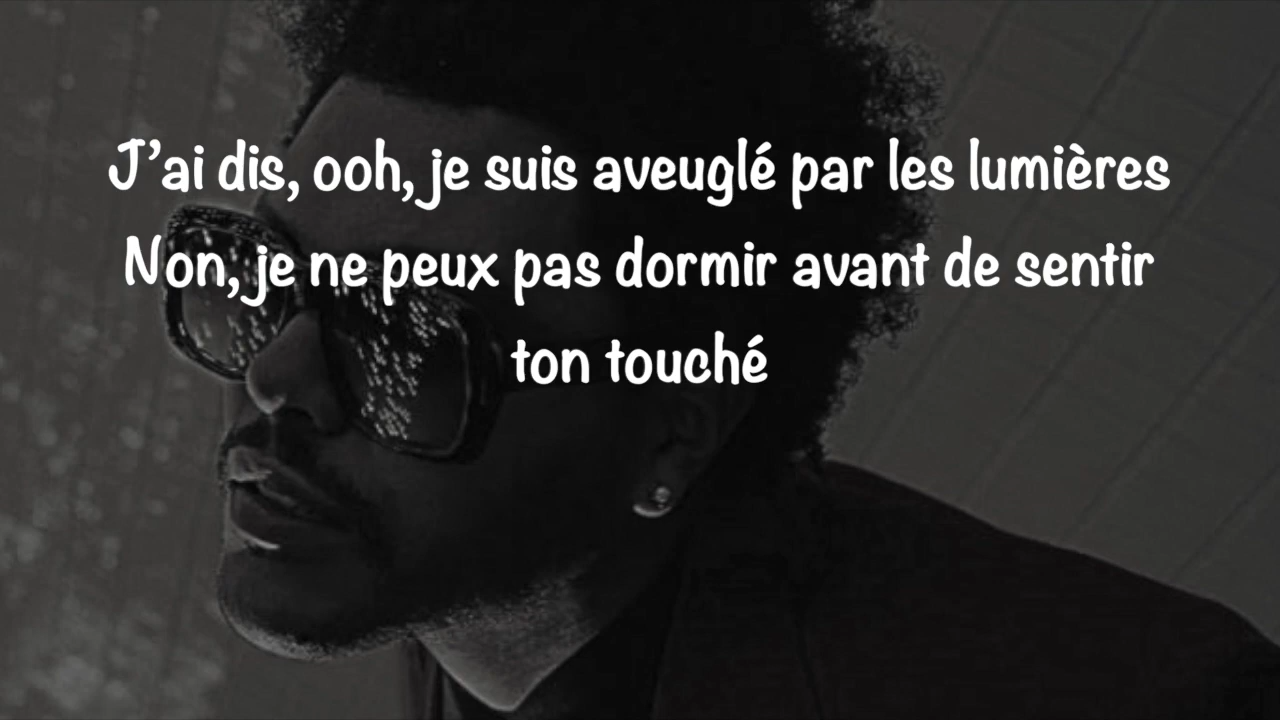 J’ai dis, ooh, je suis aveuglé par les lumières
Non, je ne peux pas dormir avant de sentir
ton touché